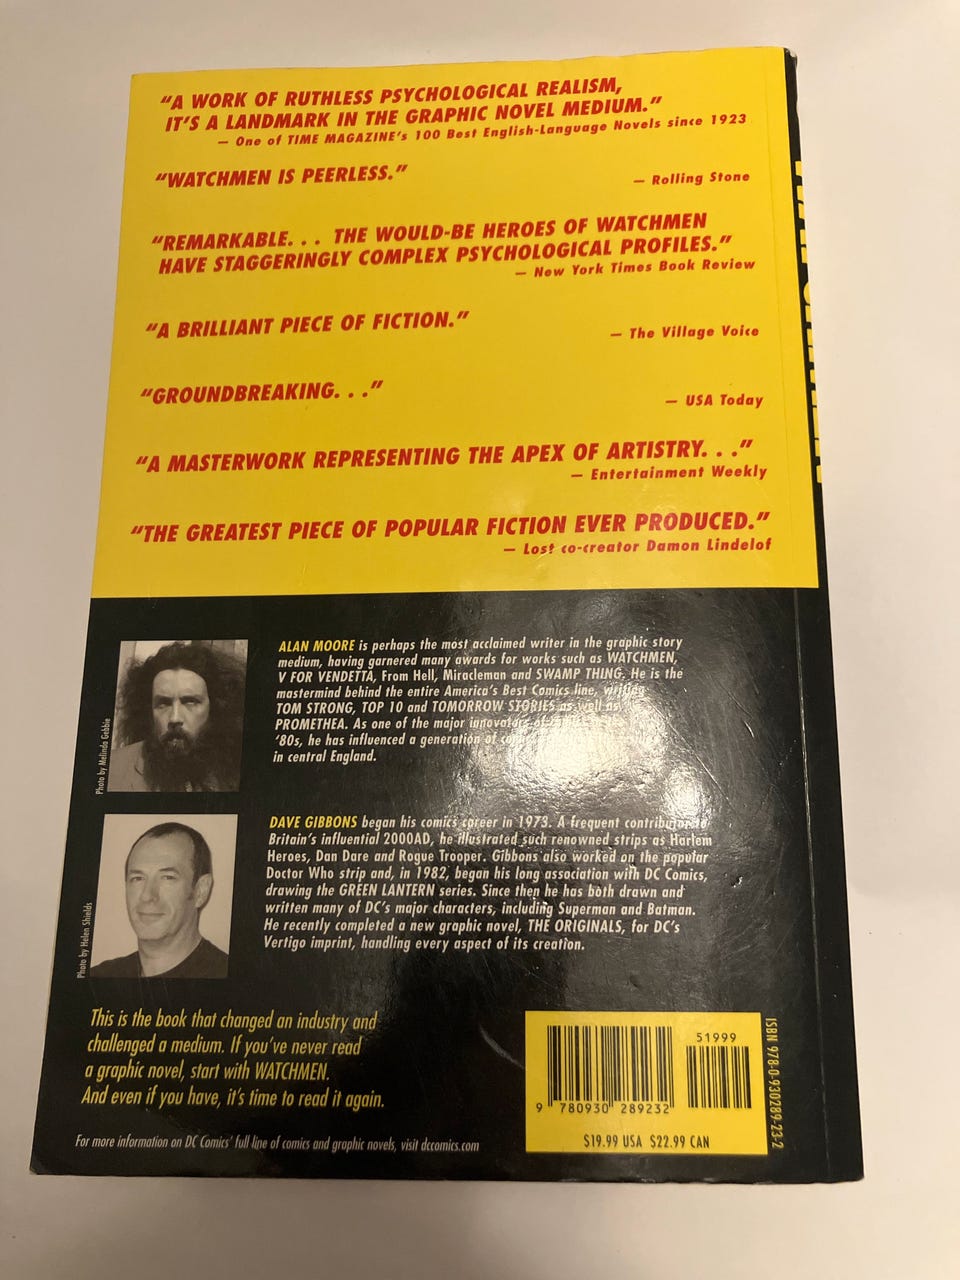 “A WORK OF RUTHLESS PSYCHOLOGICAL REALISM,
IT’S A LANDMARK IN THE GRAPHIC NOVEL MEDIUM.”
— One of TIME MAGAZINE’s 100 Best English-Language Novels since 1923
“WATCHMEN IS PEERLESS.”
— Rolling Stone
“REMARKABLE. . . THE WOULD-BE HEROES OF WATCHMEN
HAVE STAGGERINGLY COMPLEX PSYCHOLOGICAL PROFILES.”
— New York Times Book Review
“A BRILLIANT PIECE OF FICTION.”
— The Village Voice
“GROUNDBREAKING. . .”
— USA Today
“A MASTERWORK REPRESENTING THE APEX OF ARTISTRY. . .”
— Entertainment Weekly
“THE GREATEST PIECE OF POPULAR FICTION EVER PRODUCED.”
— Lost co-creator Damon Lindelof
ALAN MOORE is perhaps the most acclaimed writer in the graphic story
medium, having garnered many awards for works such as WATCHMEN,
V FOR VENDETTA, From Hell, Miracleman and SWAMP THING. He is the
mastermind behind the entire America’s Best Comics line, writing
TOM STRONG, TOP 10 and TOMORROW STORIES as well as
PROMETHEA. As one of the major innovators of
‘80s, he has influenced a generation of
in central England.
Photo by Melinda Gebbie
DAVE GIBBONS began his comics career in 1973. A frequent contributor to
Britain’s influential 2000AD, he illustrated such renowned strips as Harlem
Heroes, Dan Dare and Rogue Trooper. Gibbons also worked on the popular
Doctor Who strip and, in 1982, began his long association with DC Comics,
drawing the GREEN LANTERN series. Since then he has both drawn and
written many of DC’s major characters, including Superman and Batman.
He recently completed a new graphic novel, THE ORIGINALS, for DC’s
Vertigo imprint, handling every aspect of its creation.
Photo by Helen Shields
This is the book that changed an industry and
challenged a medium. If you’ve never read
a graphic novel, start with WATCHMEN.
And even if you have, it’s time to read it again.
For more information on DC Comics’ full line of comics and graphic novels, visit dccomics.com
51999
9 780930 289232
$19.99 USA $22.99 CAN
ISBN 978-0-930289-23-2